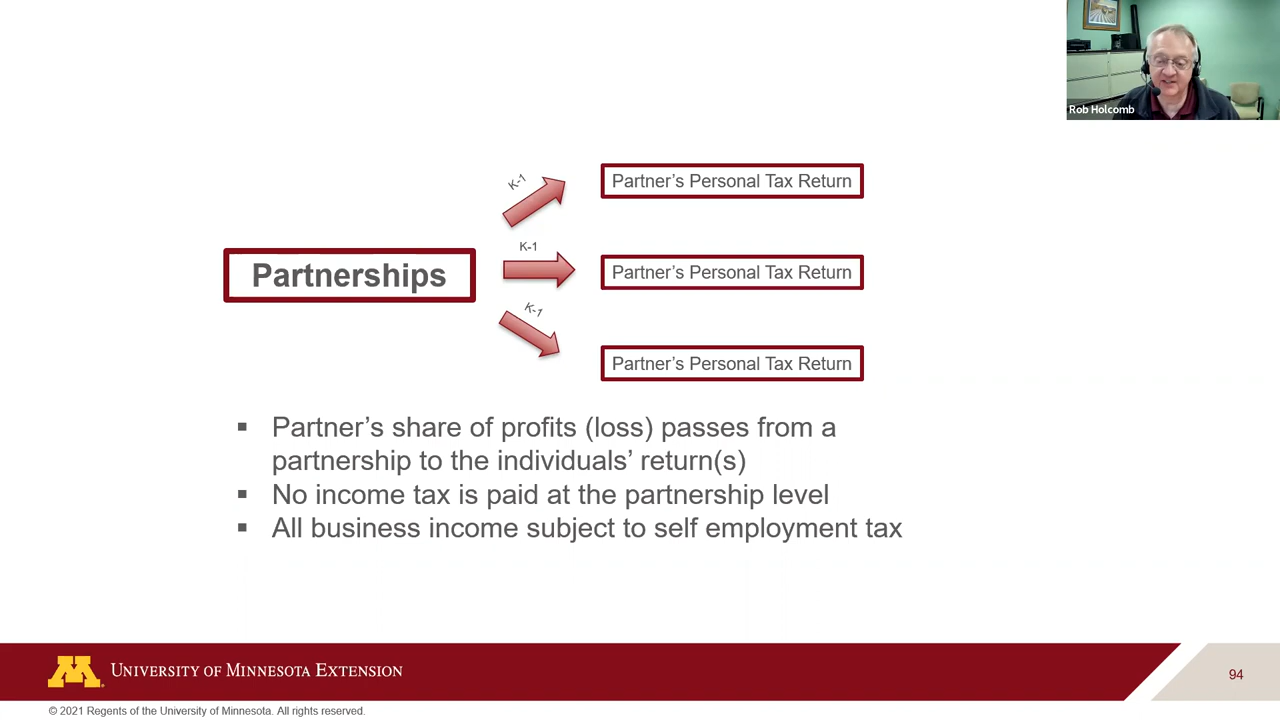 Rob Holcomb
K-1
Partner's Personal Tax Return
K-1
Partnerships
Partner's Personal Tax Return
K-1
Partner's Personal Tax Return
▪ Partner's share of profits (loss) passes from a
partnership to the individuals' return(s)
▪ No income tax is paid at the partnership level
▪ All business income subject to self employment tax
M
UNIVERSITY OF MINNESOTA EXTENSION
94
© 2021 Regents of the University of Minnesota. All rights reserved.